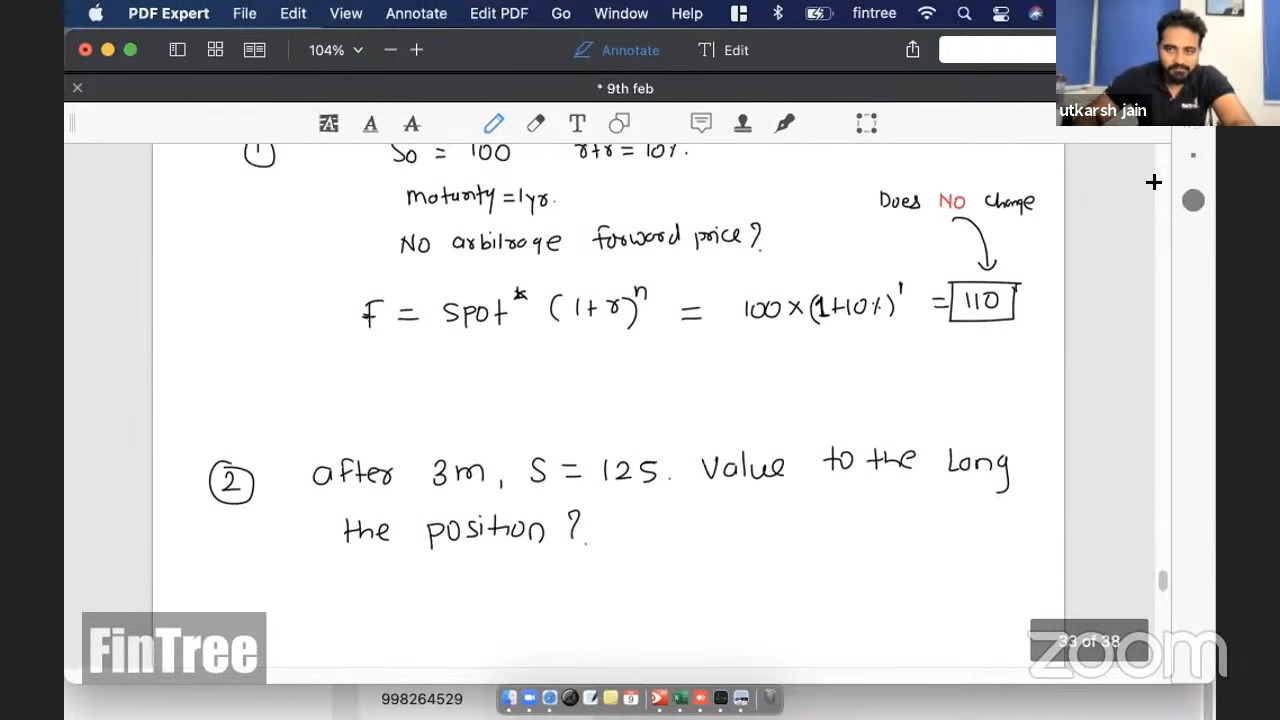 PDF Expert File Edit View Annotate Edit PDF Go Window Help fintree
104% Annotate T| Edit
* 9th feb
utkarsh jain
1 So = 100 r+r = 10%.
maturity = 1yr.
Does NO change
No arbitrage forward price?
F = Spot * (1+r)^n = 100 × (1+10%)^1 = 110
2 after 3m, S = 125. Value to the Long
the position?
FinTree
33 of 38
zoom
998264529